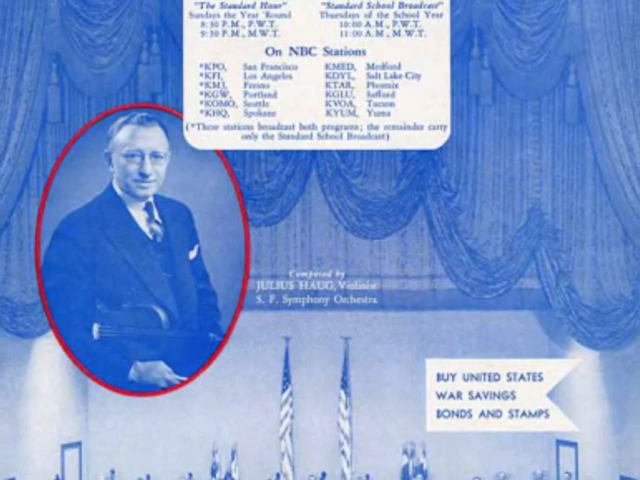 "The Standard Hour"
Sundays the Year 'Round
8:30 P.M., P.W.T.
9:30 P.M., M.W.T.
"Standard School Broadcast"
Thursdays of the School Year
10:00 A.M., P.W.T.
11:00 A.M., M.W.T.
On NBC Stations
*KPO, San Francisco
*KFI, Los Angeles
*KMJ, Fresno
*KGW, Portland
*KOMO, Seattle
*KHQ, Spokane
KMED, Medford
KDYL, Salt Lake City
KTAR, Phoenix
KGLU, Safford
KVOA, Tucson
KYUM, Yuma
(*These stations broadcast both programs; the remainder carry
only the Standard School Broadcast)
Composed by
JULIUS HAUG, Violinist
S. F. Symphony Orchestra
BUY UNITED STATES
WAR SAVINGS
BONDS AND STAMPS